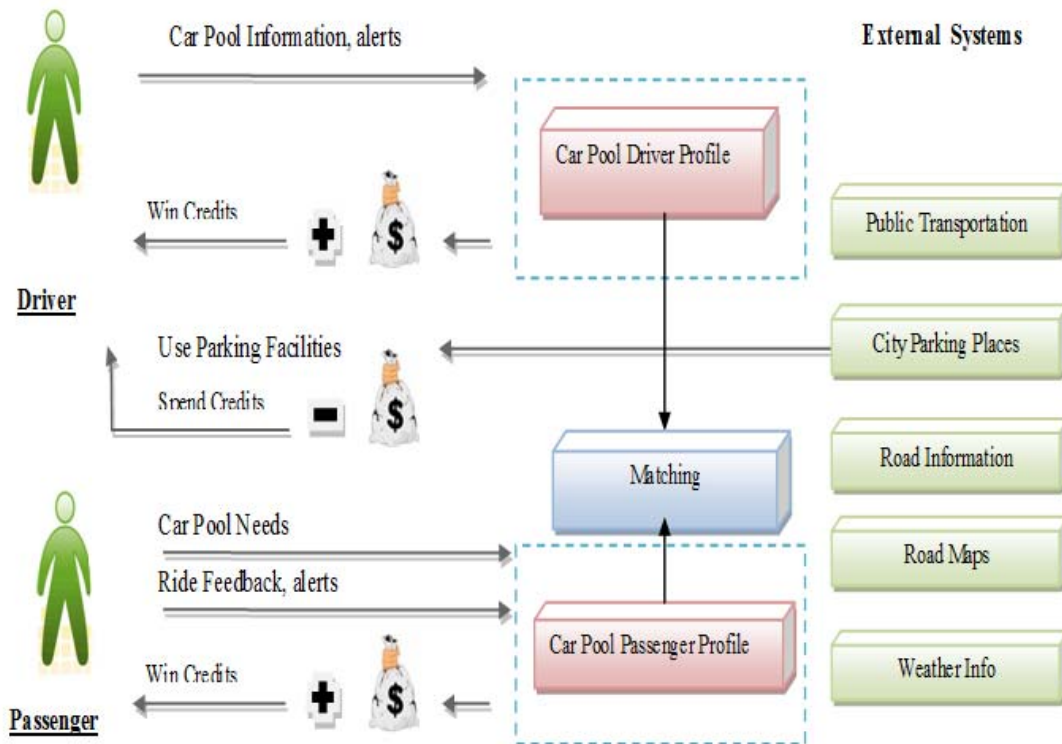 Car Pool Information, alerts
External Systems
Car Pool Driver Profile
Win Credits
$
Public Transportation
Driver
Use Parking Facilities
City Parking Places
Spend Credits
$
Matching
Road Information
Car Pool Needs
Ride Feedback, alerts
Road Maps
Car Pool Passenger Profile
Win Credits
$
Weather Info
Passenger